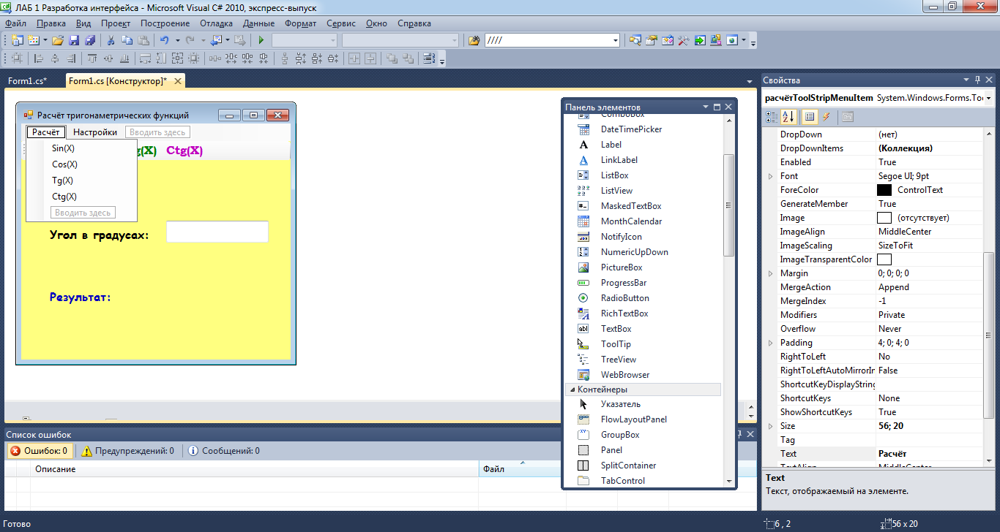 ЛАБ 1 Разработка интерфейса - Microsoft Visual C# 2010, экспресс-выпуск
Файл Правка Вид Проект Построение Отладка Данные Формат Сервис Окно Справка
////
Form1.cs*
Form1.cs [Конструктор]*
Расчёт тригонаметрических функций
Расчёт Настройки Вводить здесь
Sin(X)
Cos(X)
Tg(X)
Ctg(X)
Вводить здесь
g(X) Ctg(X)
Угол в градусах:
Результат:
Панель элементов
ComboBox
DateTimePicker
Label
LinkLabel
ListBox
ListView
MaskedTextBox
MonthCalendar
NotifyIcon
NumericUpDown
PictureBox
ProgressBar
RadioButton
RichTextBox
TextBox
ToolTip
TreeView
WebBrowser
Контейнеры
Указатель
FlowLayoutPanel
GroupBox
Panel
SplitContainer
TabControl
Свойства
расчётToolStripMenuItem System.Windows.Forms.To
DropDown (нет)
DropDownItems (Коллекция)
Enabled True
Font Segoe UI; 9pt
ForeColor ControlText
GenerateMember True
Image (отсутствует)
ImageAlign MiddleCenter
ImageScaling SizeToFit
ImageTransparentColor
Margin 0; 0; 0; 0
MergeAction Append
MergeIndex -1
Modifiers Private
Overflow Never
Padding 4; 0; 4; 0
RightToLeft No
RightToLeftAutoMirrorIr False
ShortcutKeyDisplayString
ShortcutKeys None
ShowShortcutKeys True
Size 56; 20
Tag
Text Расчёт
TextAlign MiddleCenter
Text
Текст, отображаемый на элементе.
Список ошибок
Ошибок: 0 Предупреждений: 0 Сообщений: 0
Описание Файл
Готово
6 , 2
56 x 20